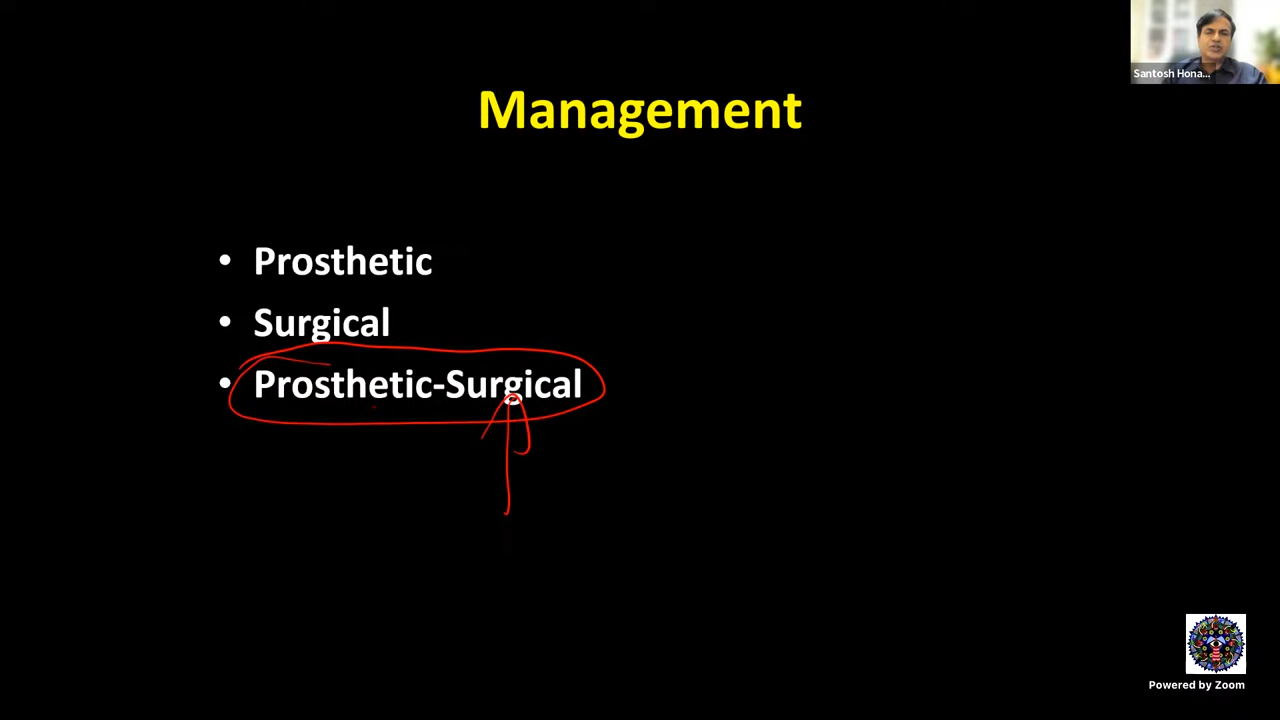 Santosh Hona...
Management
• Prosthetic
• Surgical
• Prosthetic-Surgical
Powered by Zoom